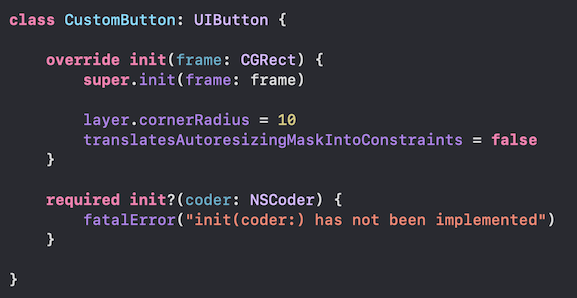 class CustomButton: UIButton {
override init(frame: CGRect) {
super.init(frame: frame)
layer.cornerRadius = 10
translatesAutoresizingMaskIntoConstraints = false
}
required init?(coder: NSCoder) {
fatalError("init(coder:) has not been implemented")
}
}